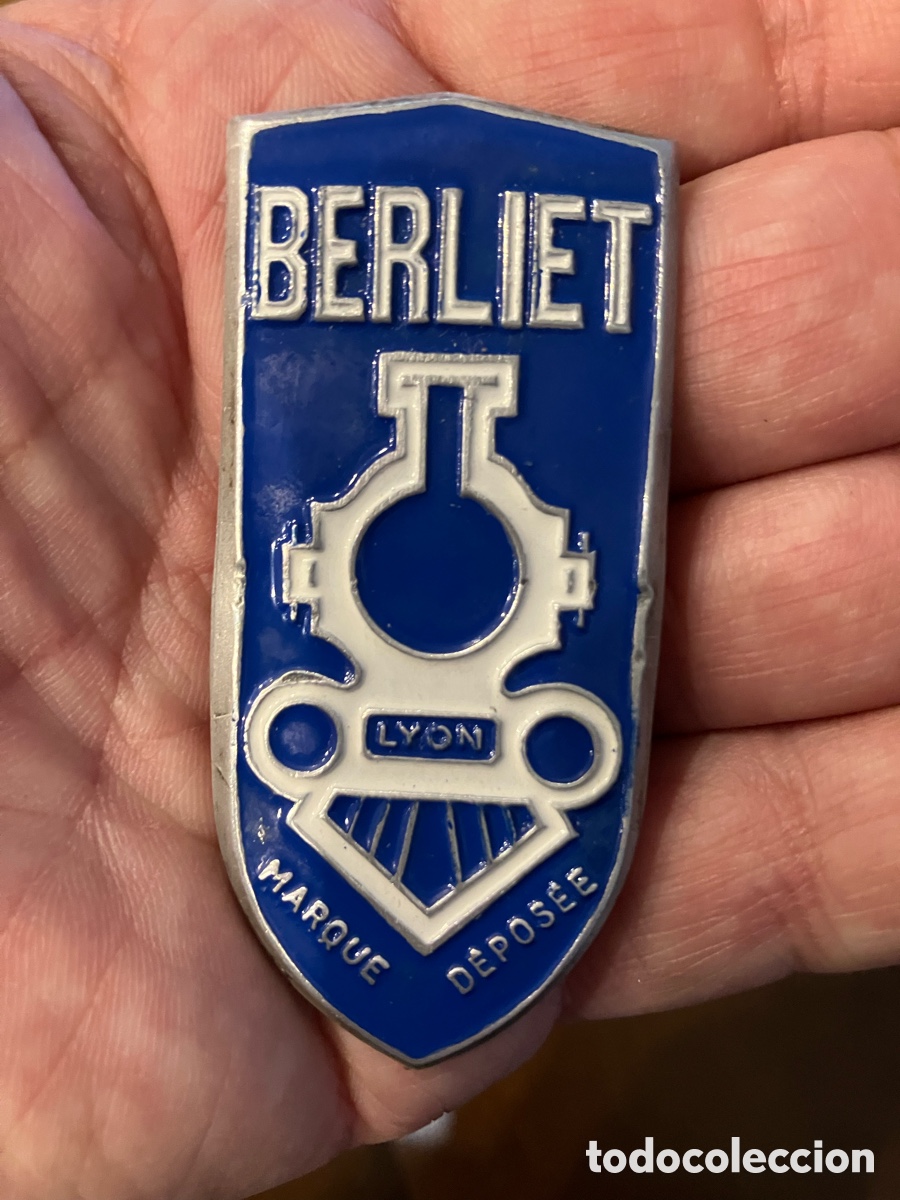 BERLIET
LYON
MARQUE DÉPOSÉE
todocoleccion